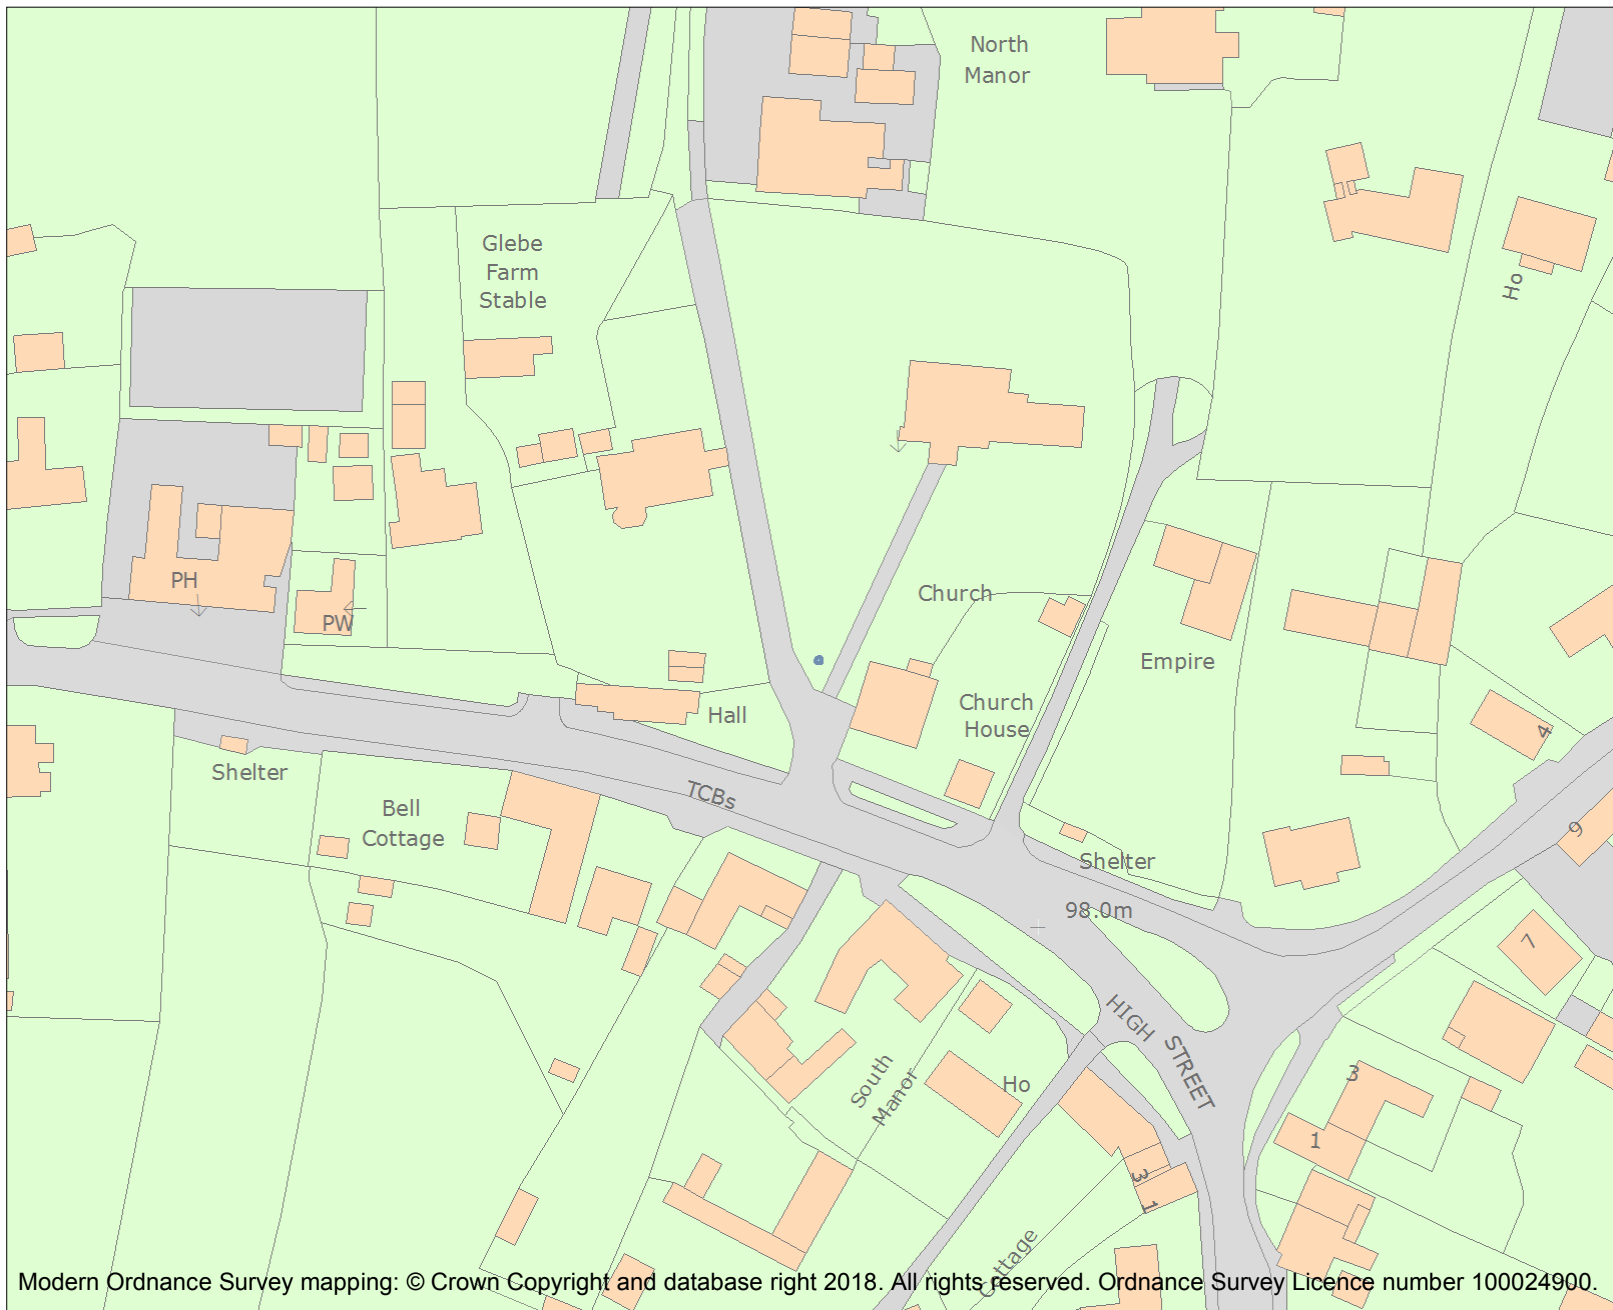 North
Manor
Glebe
Farm
Stable
Ho
PH
PW
Church
Empire
Church
House
Hall
4
Shelter
TCBs
Bell
Cottage
9
Shelter
98.0m
7
HIGH STREET
South
Manor
Ho
3
1
3
1
Cottage
Modern Ordnance Survey mapping: © Crown Copyright and database right 2018. All rights reserved. Ordnance Survey Licence number 100024900.